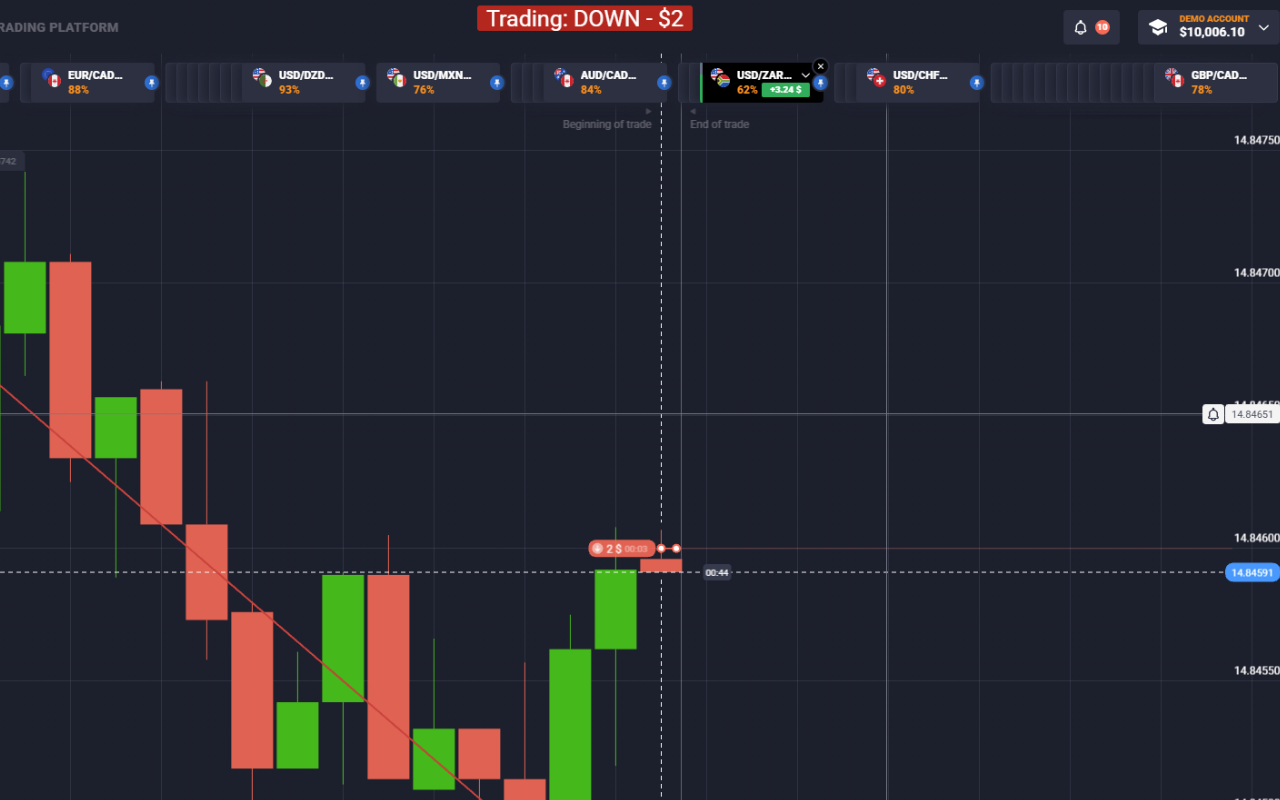 Trading: DOWN - $2
RADING PLATFORM
10
DEMO ACCOUNT
$10,006.10
EUR/CAD...
88%
USD/DZD...
93%
USD/MXN...
76%
AUD/CAD...
84%
USD/ZAR...
62% +3.24 $
USD/CHF...
80%
GBP/CAD...
78%
Beginning of trade
End of trade
14.84750
742
14.84700
14.84651
14.84600
2 $ 00:03
00:44
14.84591
14.84550